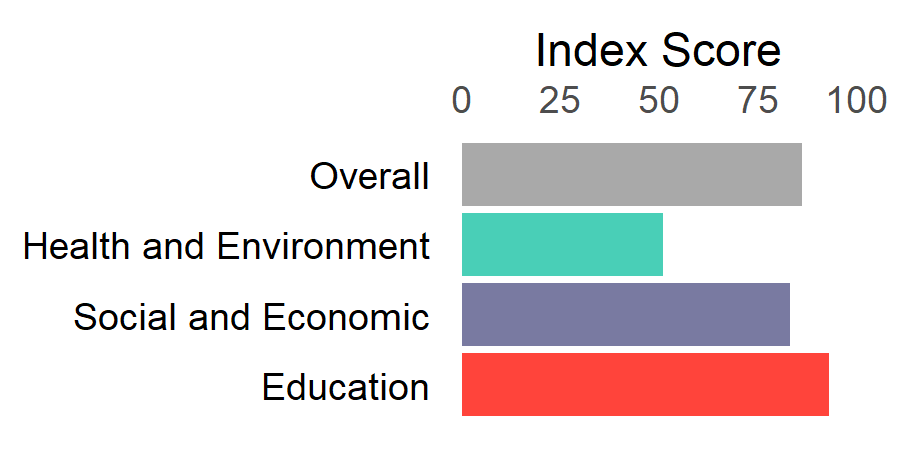 Index Score
0 25 50 75 100
Overall
Health and Environment
Social and Economic
Education